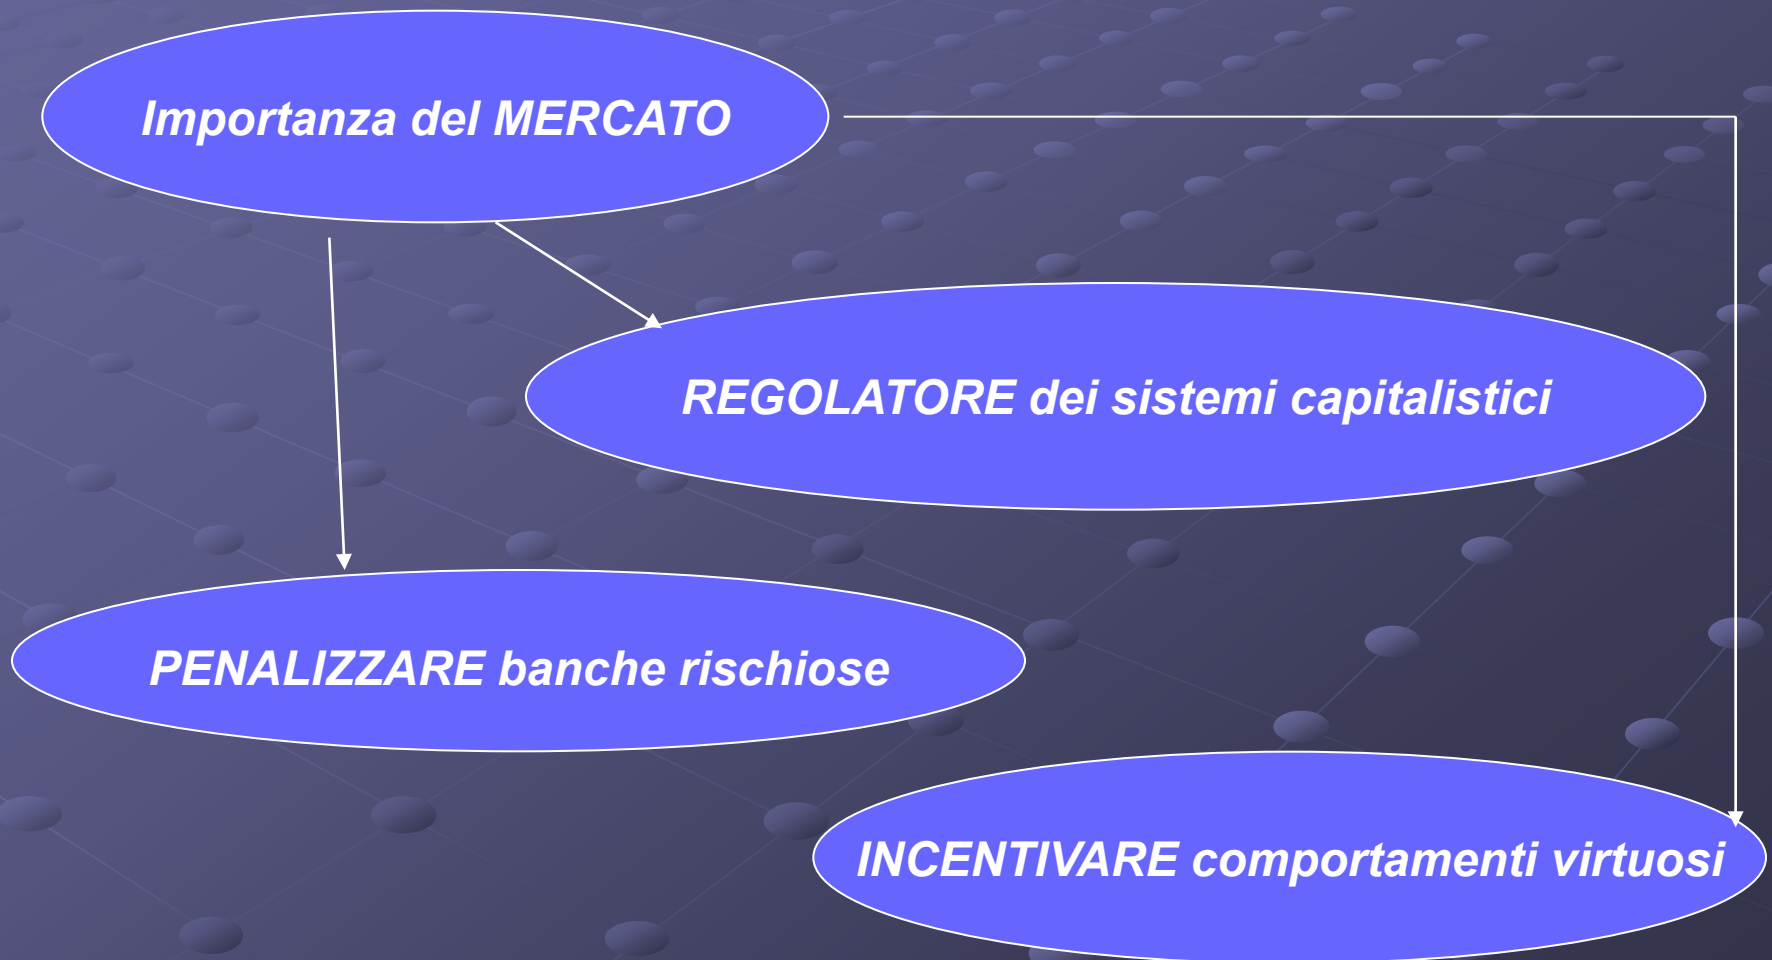 Importanza del MERCATO
REGOLATORE dei sistemi capitalistici
PENALIZZARE banche rischiose
INCENTIVARE comportamenti virtuosi